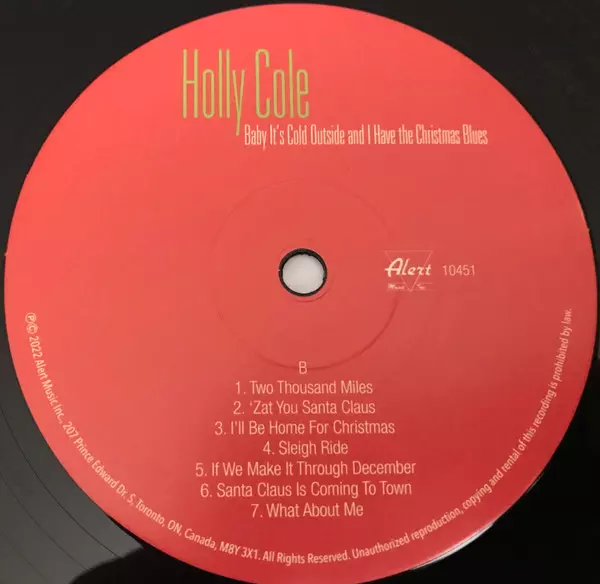 Holly Cole
Baby It's Cold Outside and I Have the Christmas Blues
Alert
Music Inc.
10451
B
1. Two Thousand Miles
2. 'Zat You Santa Claus
3. I'll Be Home For Christmas
4. Sleigh Ride
5. If We Make It Through December
6. Santa Claus Is Coming To Town
7. What About Me
℗© 2022 Alert Music Inc., 207 Prince Edward Dr. S, Toronto, ON, Canada, M8Y 3X1. All Rights Reserved. Unauthorized reproduction, copying and rental of this recording is prohibited by law.